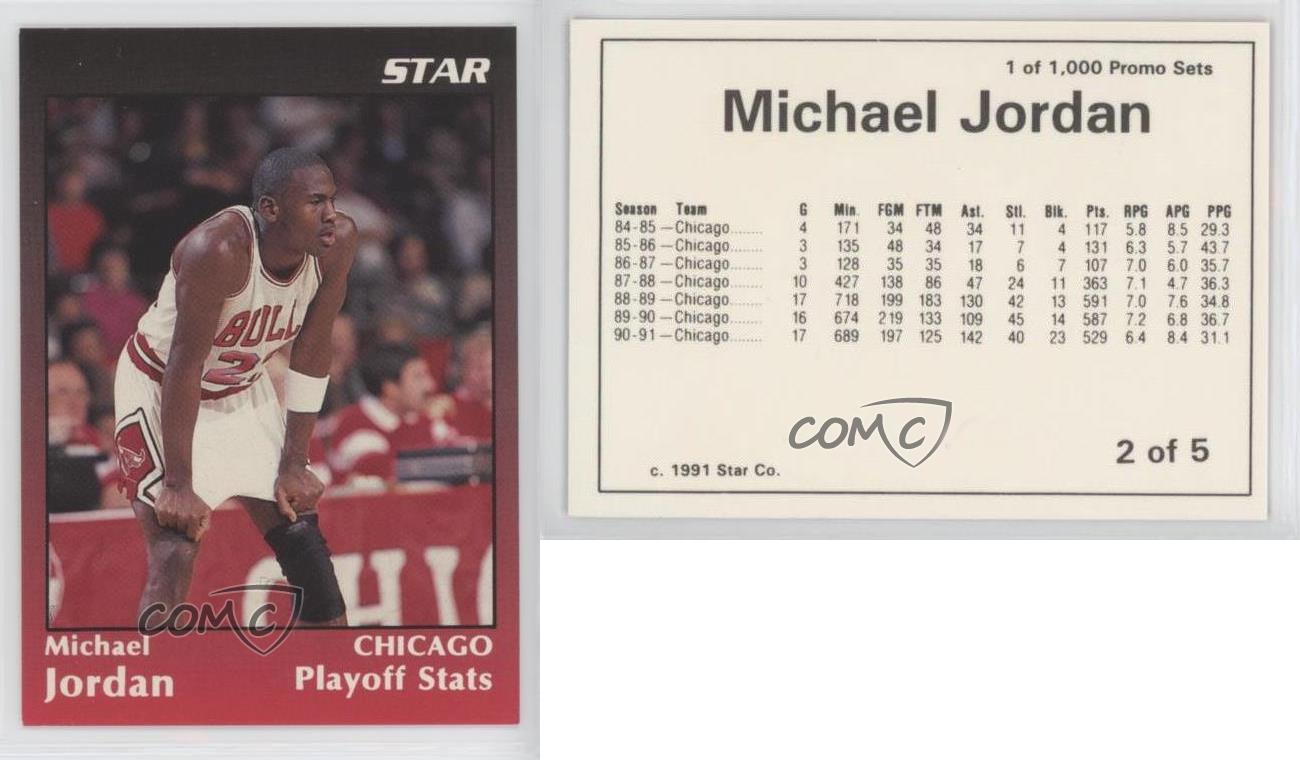 STAR
BULL
CHI
Michael
Jordan
CHICAGO
Playoff Stats
COMC
1 of 1,000 Promo Sets
Michael Jordan
Season Team G Min. FGM FTM Ast. Stl. Blk. Pts. RPG APG PPG
84-85 — Chicago........ 4 171 34 48 34 11 4 117 5.8 8.5 29.3
85-86 — Chicago........ 3 135 48 34 17 7 4 131 6.3 5.7 43.7
86-87 — Chicago........ 3 128 35 35 18 6 7 107 7.0 6.0 35.7
87-88 — Chicago........ 10 427 138 86 47 24 11 363 7.1 4.7 36.3
88-89 — Chicago........ 17 718 199 183 130 42 13 591 7.0 7.6 34.8
89-90 — Chicago........ 16 674 219 133 109 45 14 587 7.2 6.8 36.7
90-91 — Chicago........ 17 689 197 125 142 40 23 529 6.4 8.4 31.1
COMC
2 of 5
c. 1991 Star Co.